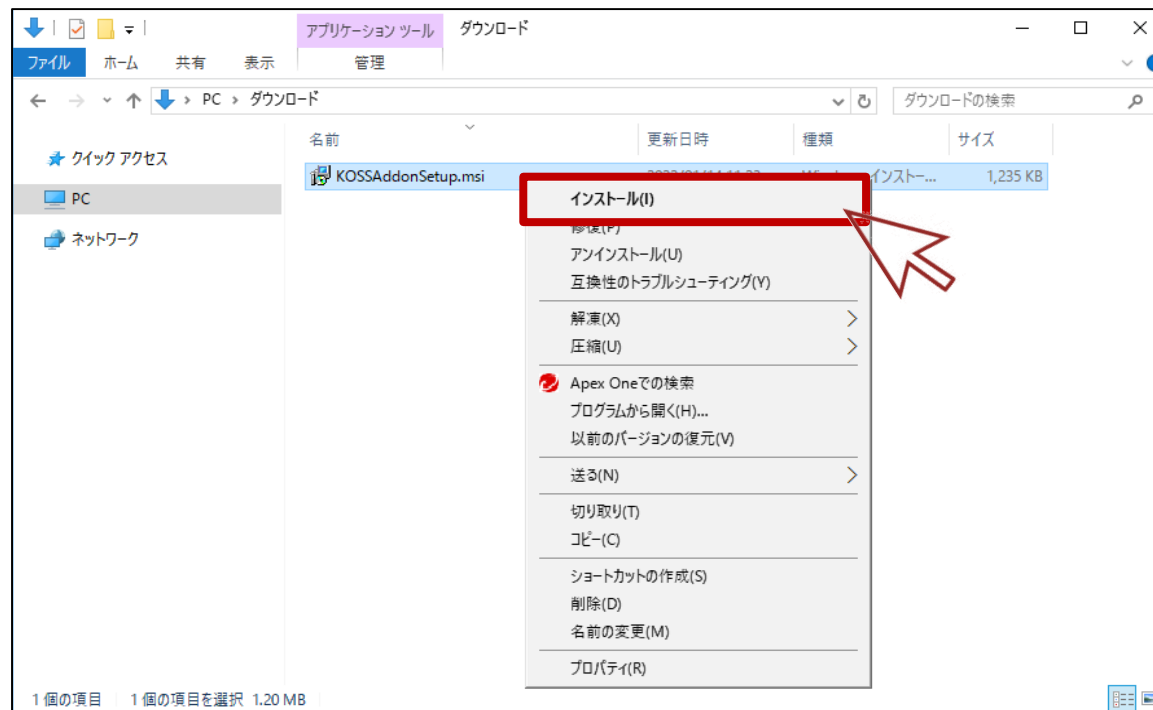 アプリケーション ツール ダウンロード
ファイル ホーム 共有 表示 管理
PC ダウンロード ダウンロードの検索
名前 更新日時 種類 サイズ
クイック アクセス
KOSSAddonSetup.msi 1,235 KB
PC
ネットワーク
インストール(I)
修復(P)
アンインストール(U)
互換性のトラブルシューティング(Y)
解凍(X)
圧縮(U)
Apex Oneでの検索
プログラムから開く(H)...
以前のバージョンの復元(V)
送る(N)
切り取り(T)
コピー(C)
ショートカットの作成(S)
削除(D)
名前の変更(M)
プロパティ(R)
1 個の項目 1 個の項目を選択 1.20 MB